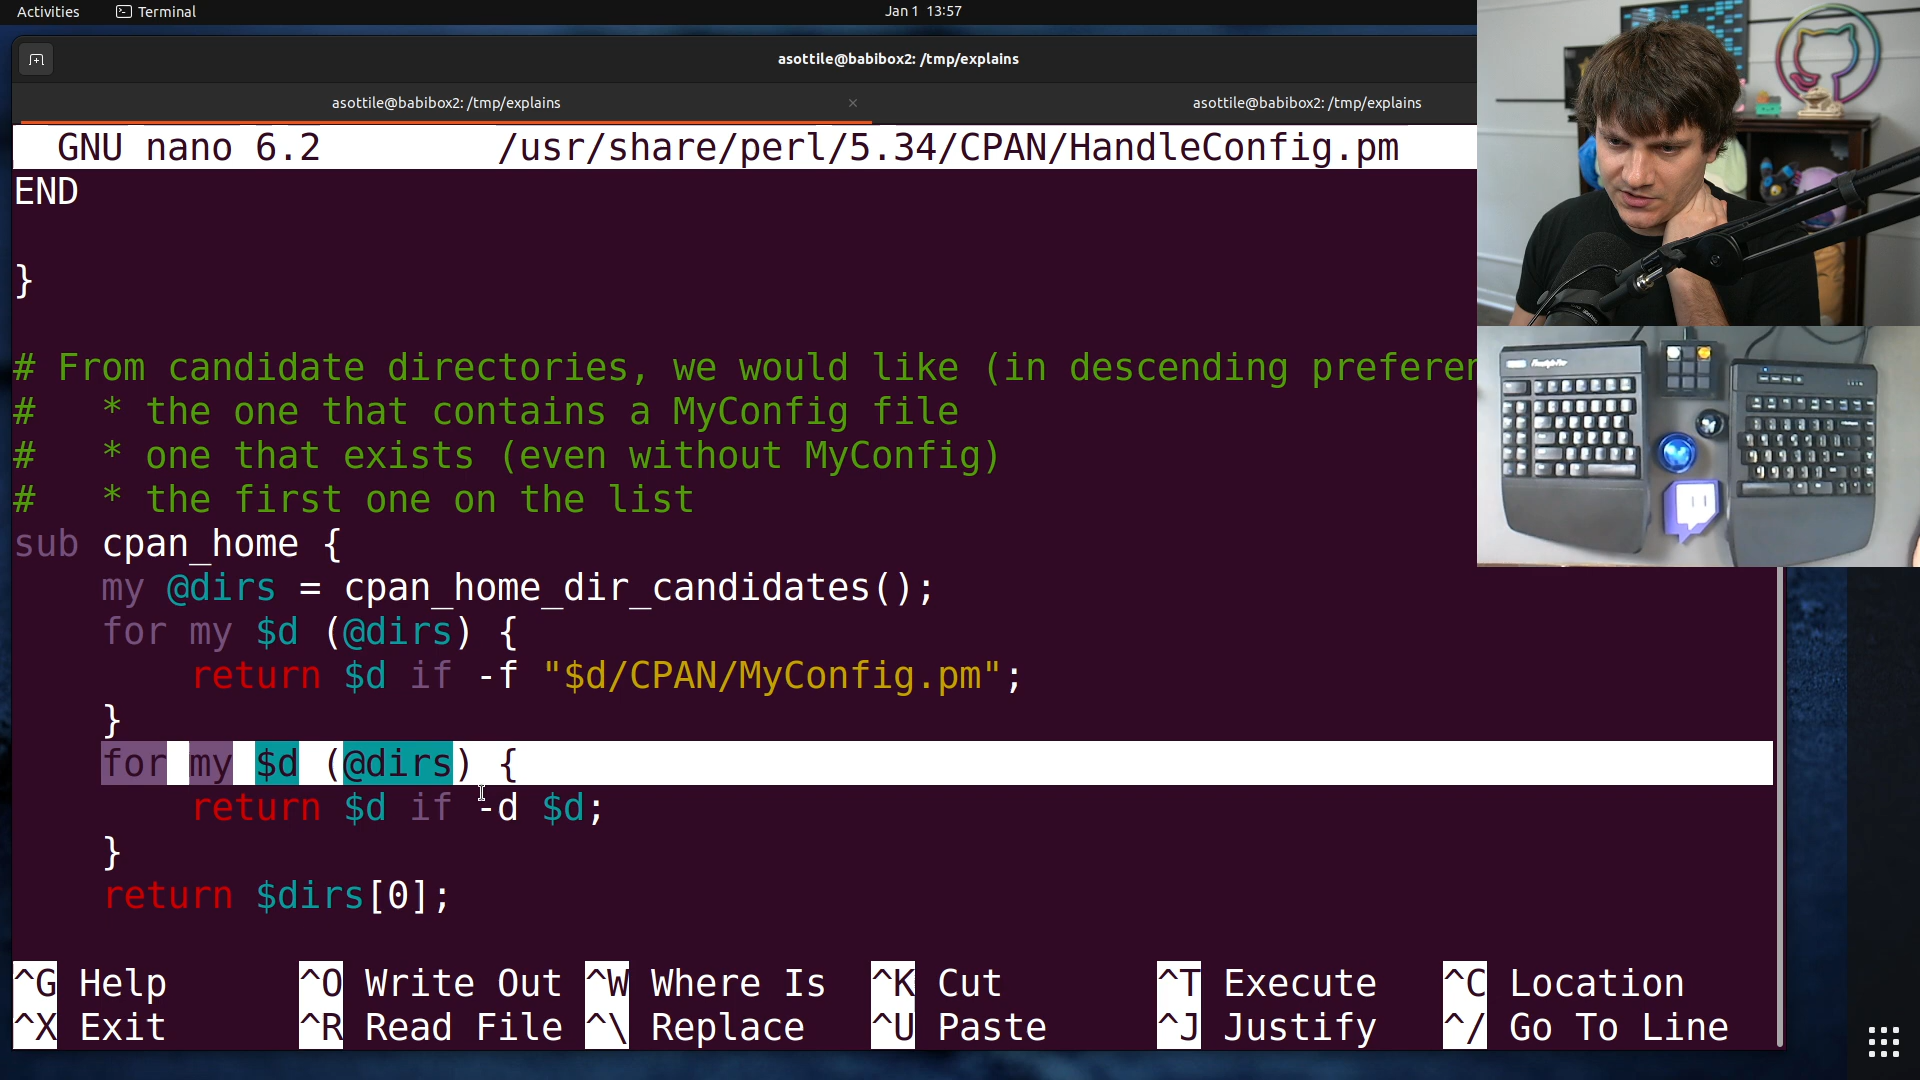 Activities
Terminal
Jan 1 13:57
asottile@babibox2: /tmp/explains
asottile@babibox2: /tmp/explains ×
asottile@babibox2: /tmp/explains
GNU nano 6.2 /usr/share/perl/5.34/CPAN/HandleConfig.pm
END
}
# From candidate directories, we would like (in descending preferen
#   * the one that contains a MyConfig file
#   * one that exists (even without MyConfig)
#   * the first one on the list
sub cpan_home {
    my @dirs = cpan_home_dir_candidates();
    for my $d (@dirs) {
        return $d if -f "$d/CPAN/MyConfig.pm";
    }
    for my $d (@dirs) {
        return $d if -d $d;
    }
    return $dirs[0];
^G Help ^O Write Out ^W Where Is ^K Cut ^T Execute ^C Location
^X Exit ^R Read File ^\ Replace ^U Paste ^J Justify ^/ Go To Line